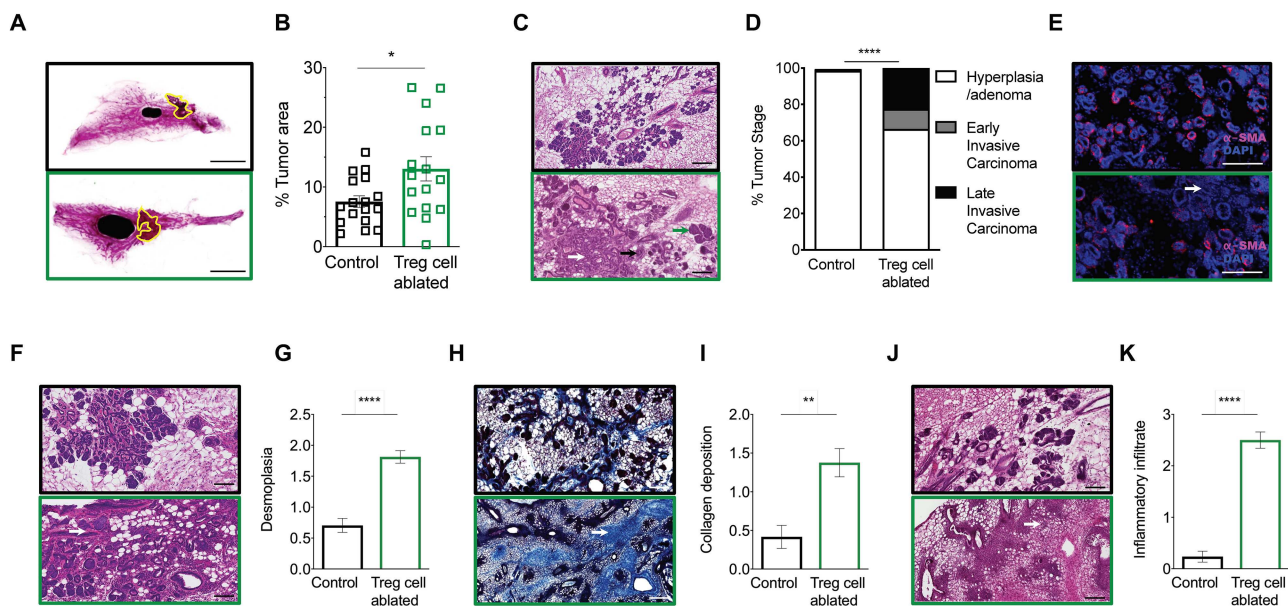 A
B
*
% Tumor area
30
20
10
0
Control
Treg cell
ablated
C
D
****
% Tumor Stage
100
80
60
40
20
0
Control
Treg cell
ablated
Hyperplasia
/adenoma
Early
Invasive
Carcinoma
Late
Invasive
Carcinoma
E
α-SMA
DAPI
α-SMA
DAPI
F
G
****
Desmoplasia
2.5
2.0
1.5
1.0
0.5
0.0
Control
Treg cell
ablated
H
I
**
Collagen deposition
2.0
1.5
1.0
0.5
0.0
Control
Treg cell
ablated
J
K
****
Inflammatory infiltrate
3
2
1
0
Control
Treg cell
ablated